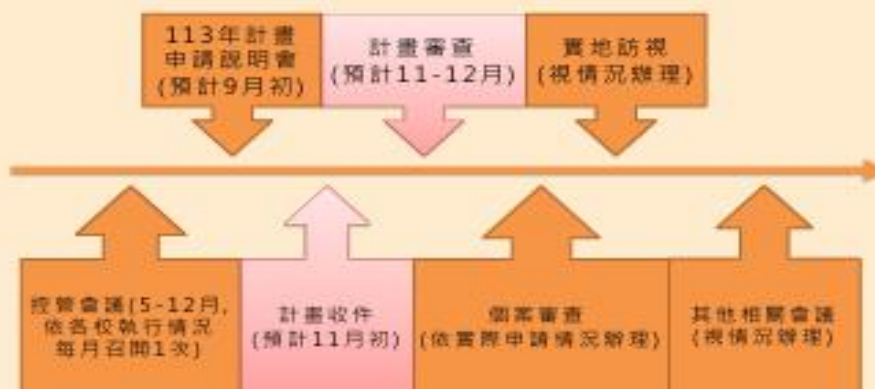 113年計畫
申請說明會
(預計9月初)
計畫審查
(預計11-12月)
實地訪視
(視情況辦理)
控管會議(5-12月,
依各校執行情況
每月召開1次)
計畫收件
(預計11月初)
個案審查
(依實際申請情況辦理)
其他相關會議
(視情況辦理)